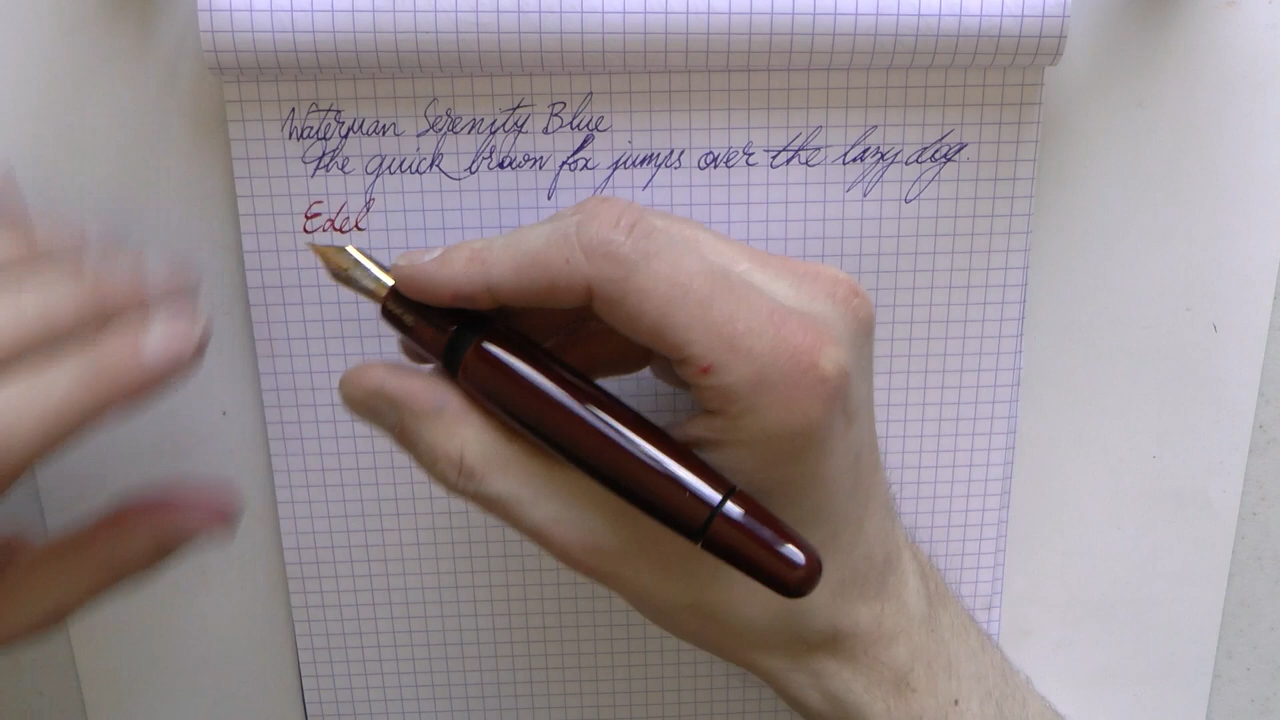 Waterman Serenity Blue
The quick brown fox jumps over the lazy dog.
Edel